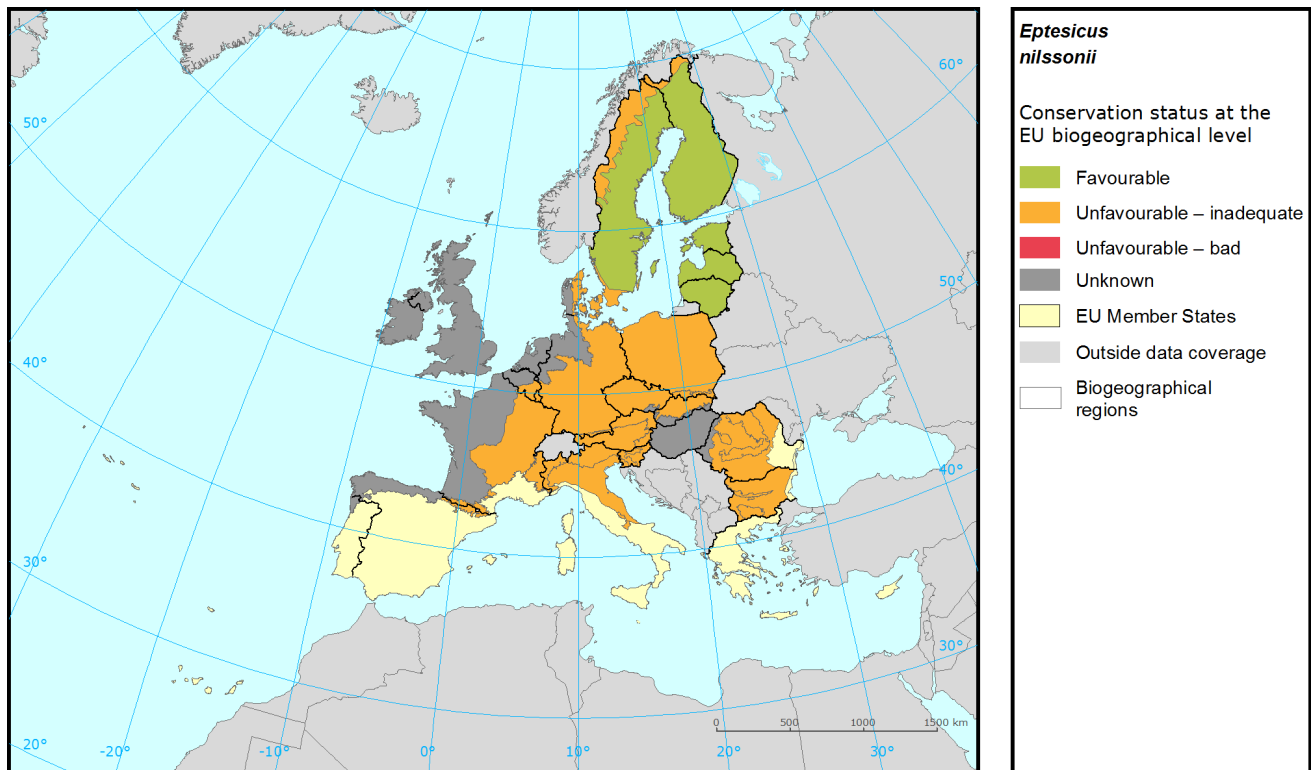 Eptesicus
nilssonii
Conservation status at the
EU biogeographical level
Favourable
Unfavourable – inadequate
Unfavourable – bad
Unknown
EU Member States
Outside data coverage
Biogeographical
regions
60°
50°
50°
40°
40°
30°
30°
20°
-20°
-10°
0°
10°
20°
30°
0
500
1000
1500 km